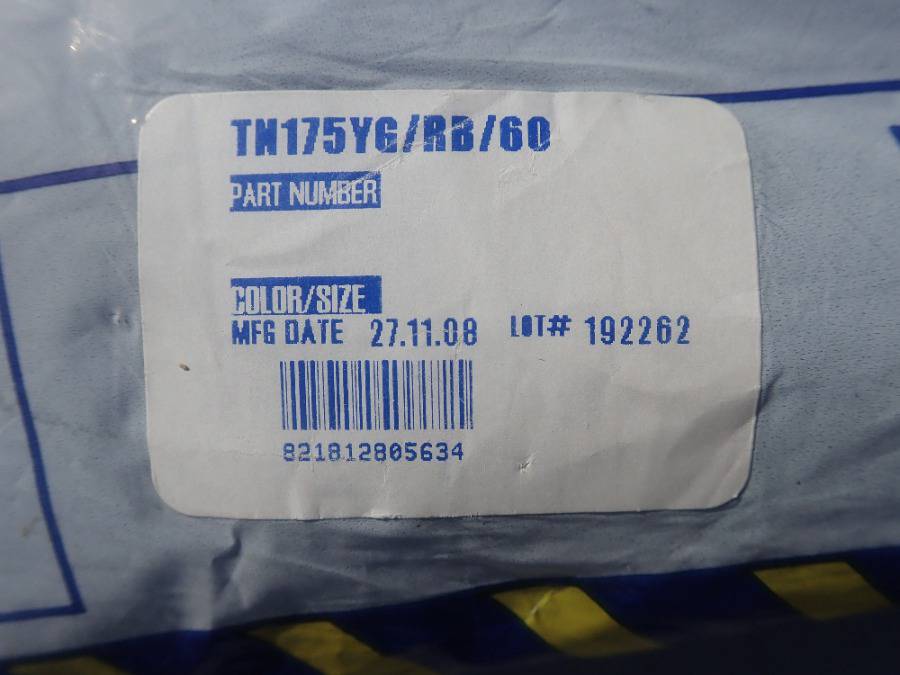 TN175YG/RB/60
PART NUMBER
COLOR/SIZE
MFG DATE 27.11.08 LOT# 192262
821812805634